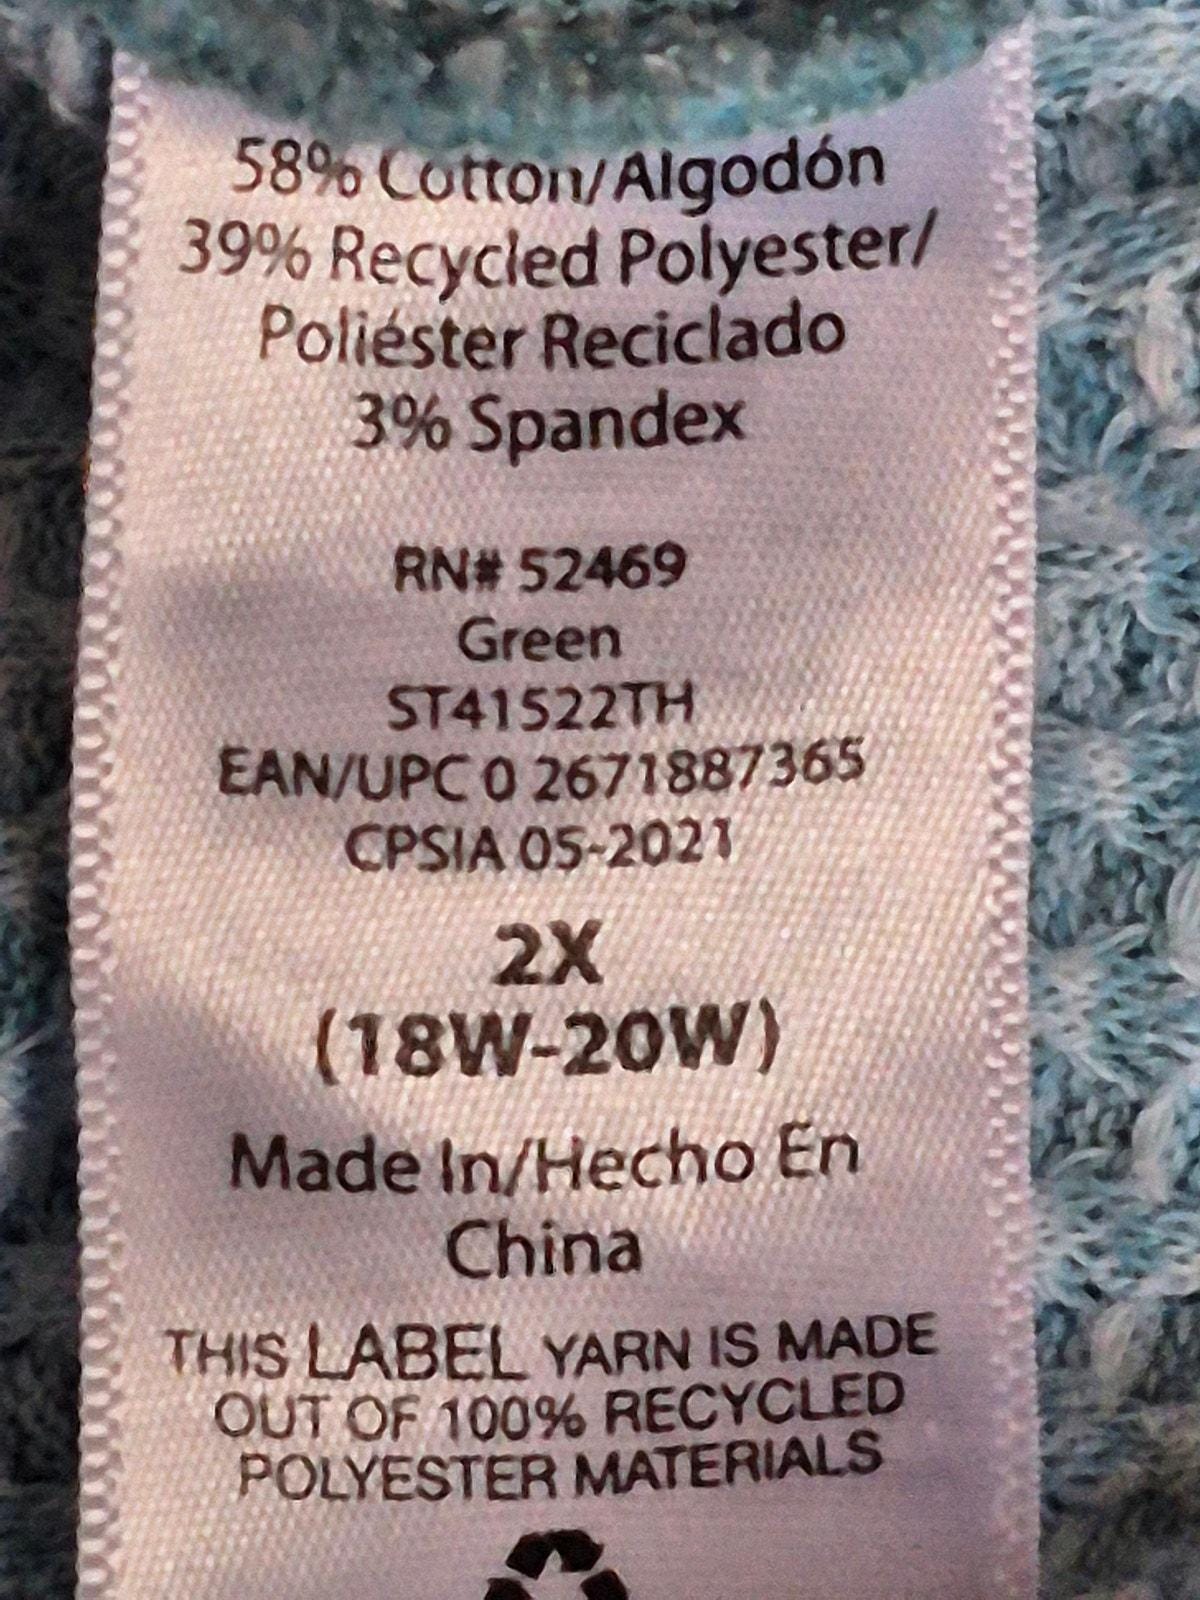 58% Cotton/Algodón
39% Recycled Polyester/
Poliéster Reciclado
3% Spandex
RN# 52469
Green
ST41522TH
EAN/UPC 0 2671887365
CPSIA 05-2021
2X
(18W-20W)
Made In/Hecho En
China
THIS LABEL YARN IS MADE
OUT OF 100% RECYCLED
POLYESTER MATERIALS